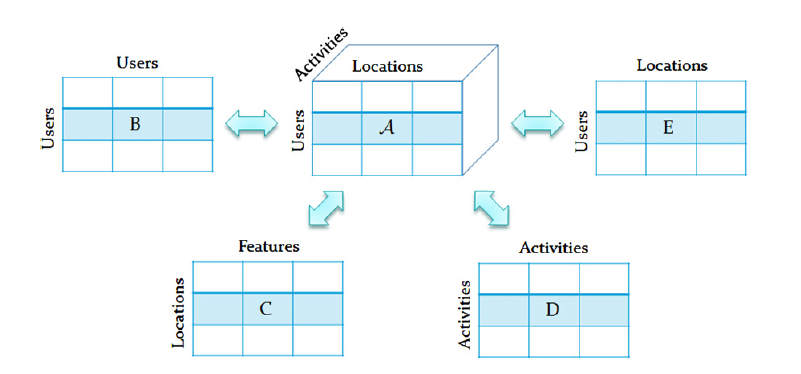 Users
Users
B
Activities
Locations
Users
𝒜
Locations
Users
E
Features
Locations
C
Activities
Activities
D